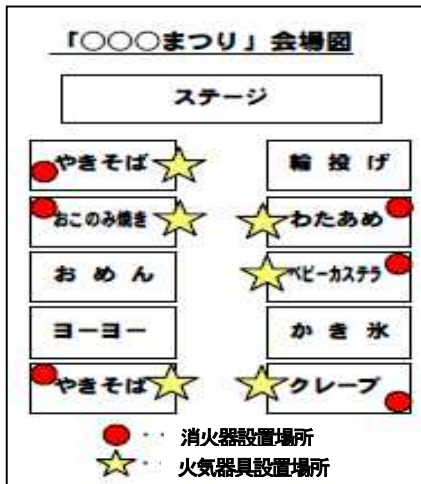 「○○○まつり」会場図
ステージ
やきそば
輪投げ
おこのみ焼き
わたあめ
おめん
ベビーカステラ
ヨーヨー
かき氷
やきそば
クレープ
‥ 消火器設置場所
‥ 火気器具設置場所